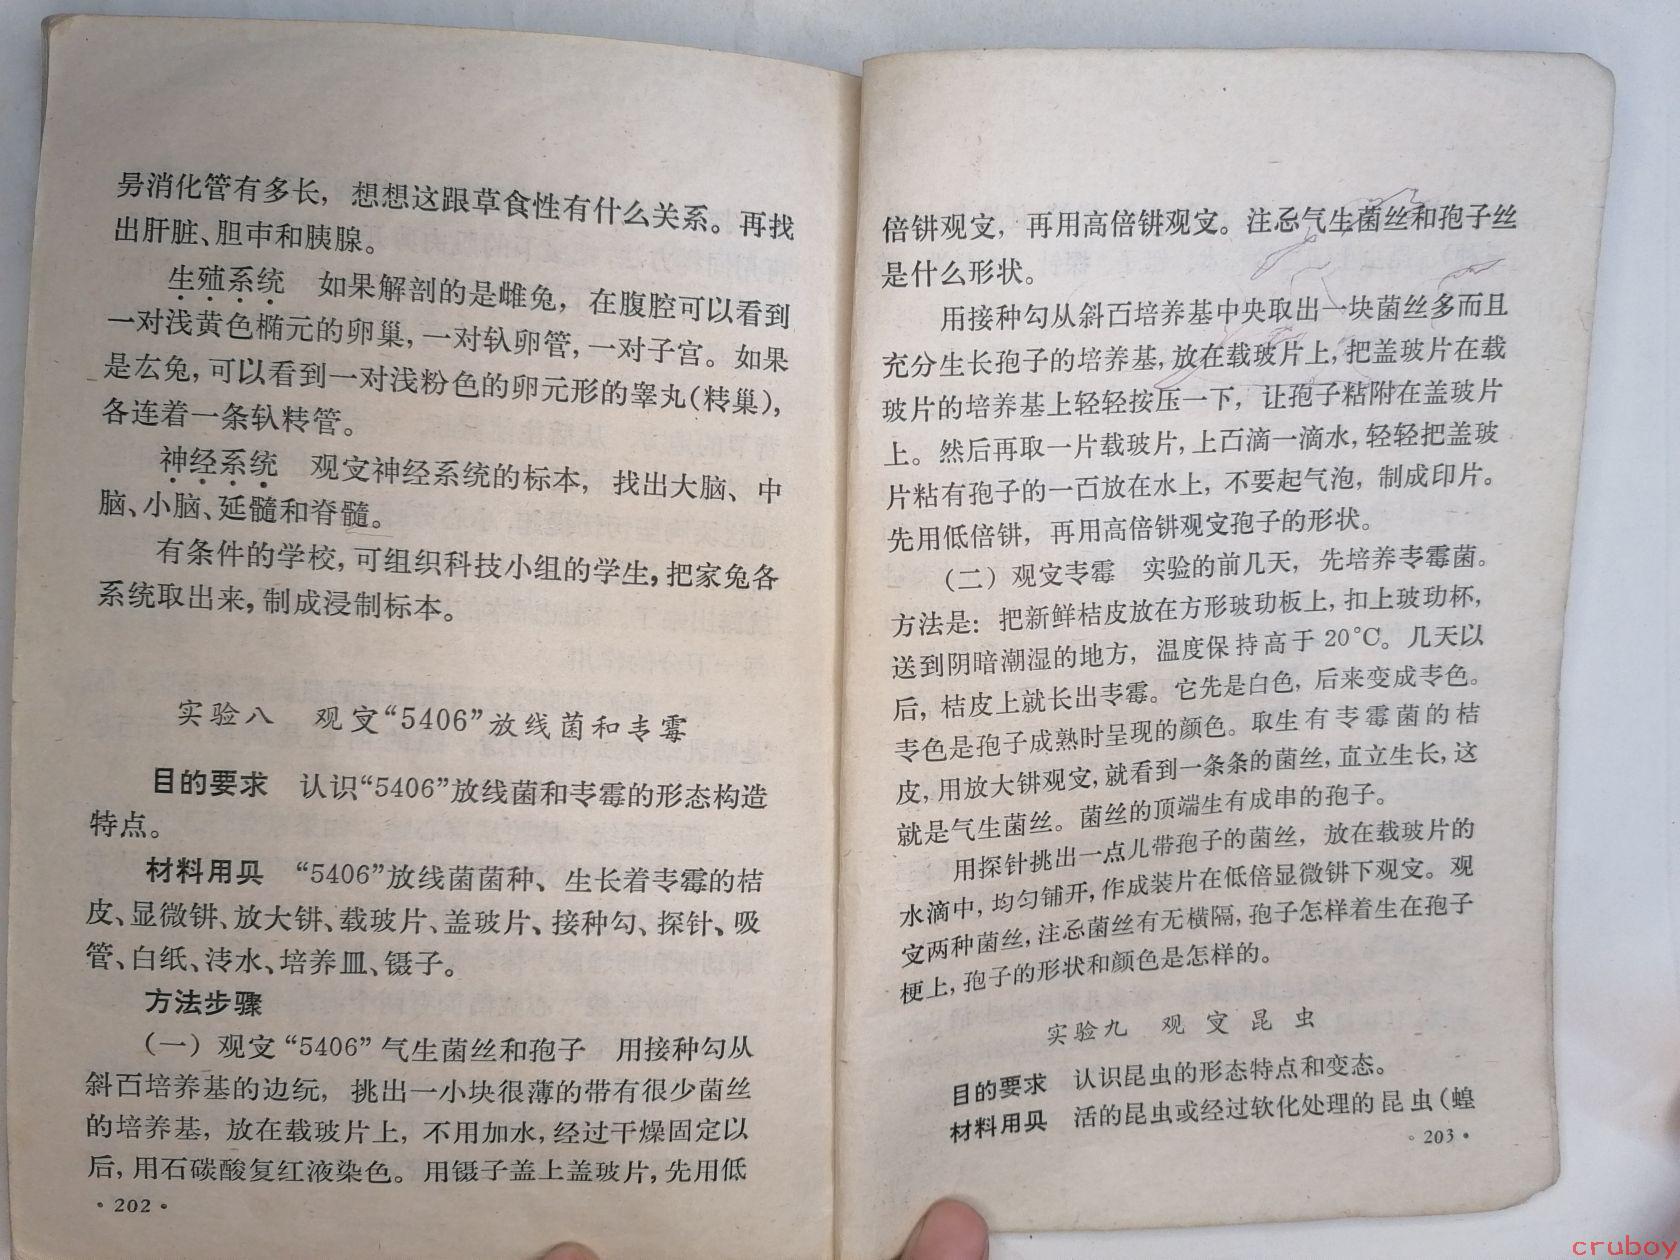 量消化管有多长，想想这跟草食性有什么关系。再找
出肝脏、胆囊和胰腺。
生殖系统　如果解剖的是雌兔，在腹腔可以看到
一对浅黄色椭元的卵巢，一对输卵管，一对子宫。如果
是雄兔，可以看到一对浅粉色的卵元形的睾丸（精巢），
各连着一条输精管。
神经系统　观察神经系统的标本，找出大脑、中
脑、小脑、延髓和脊髓。
有条件的学校，可组织科技小组的学生，把家兔各
系统取出来，制成浸制标本。
实验八　观察“5406”放线菌和青霉
目的要求　认识“5406”放线菌和青霉的形态构造
特点。
材料用具　“5406”放线菌菌种、生长着青霉的桔
皮、显微镜、放大镜、载玻片、盖玻片、接种勾、探针、吸
管、白纸、清水、培养皿、镊子。
方法步骤
（一）观察“5406”气生菌丝和孢子　用接种勾从
斜面培养基的边缘，挑出一小块很薄的带有很少菌丝
的培养基，放在载玻片上，不用加水，经过干燥固定以
后，用石碳酸复红液染色。用镊子盖上盖玻片，先用低
·202·
倍镜观察，再用高倍镜观察。注意气生菌丝和孢子丝
是什么形状。
用接种勾从斜面培养基中央取出一块菌丝多而且
充分生长孢子的培养基，放在载玻片上，把盖玻片在载
玻片的培养基上轻轻按压一下，让孢子粘附在盖玻片
上。然后再取一片载玻片，上面滴一滴水，轻轻把盖玻
片粘有孢子的一面放在水上，不要起气泡，制成印片。
先用低倍镜，再用高倍镜观察孢子的形状。
（二）观察青霉　实验的前几天，先培养青霉菌。
方法是：把新鲜桔皮放在方形玻璃板上，扣上玻璃杯，
送到阴暗潮湿的地方，温度保持高于20°C。几天以
后，桔皮上就长出青霉。它先是白色，后来变成青色。
青色是孢子成熟时呈现的颜色。取生有青霉菌的桔
皮，用放大镜观察，就看到一条条的菌丝，直立生长，这
就是气生菌丝。菌丝的顶端生有成串的孢子。
用探针挑出一点儿带孢子的菌丝，放在载玻片的
水滴中，均匀铺开，作成装片在低倍显微镜下观察。观
察两种菌丝，注意菌丝有无横隔，孢子怎样着生在孢子
梗上，孢子的形状和颜色是怎样的。
实验九　观察昆虫
目的要求　认识昆虫的形态特点和变态。
材料用具　活的昆虫或经过软化处理的昆虫（蝗
·203·
cruboy